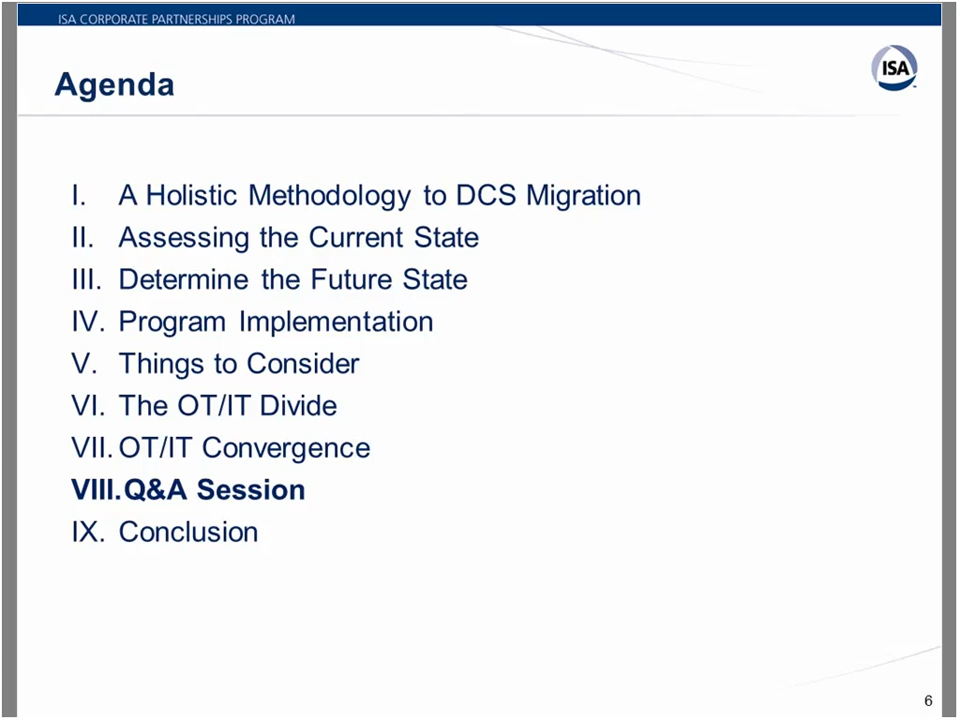 ISA CORPORATE PARTNERSHIPS PROGRAM
Agenda
ISA
I. A Holistic Methodology to DCS Migration
II. Assessing the Current State
III. Determine the Future State
IV. Program Implementation
V. Things to Consider
VI. The OT/IT Divide
VII. OT/IT Convergence
VIII. Q&A Session
IX. Conclusion
6